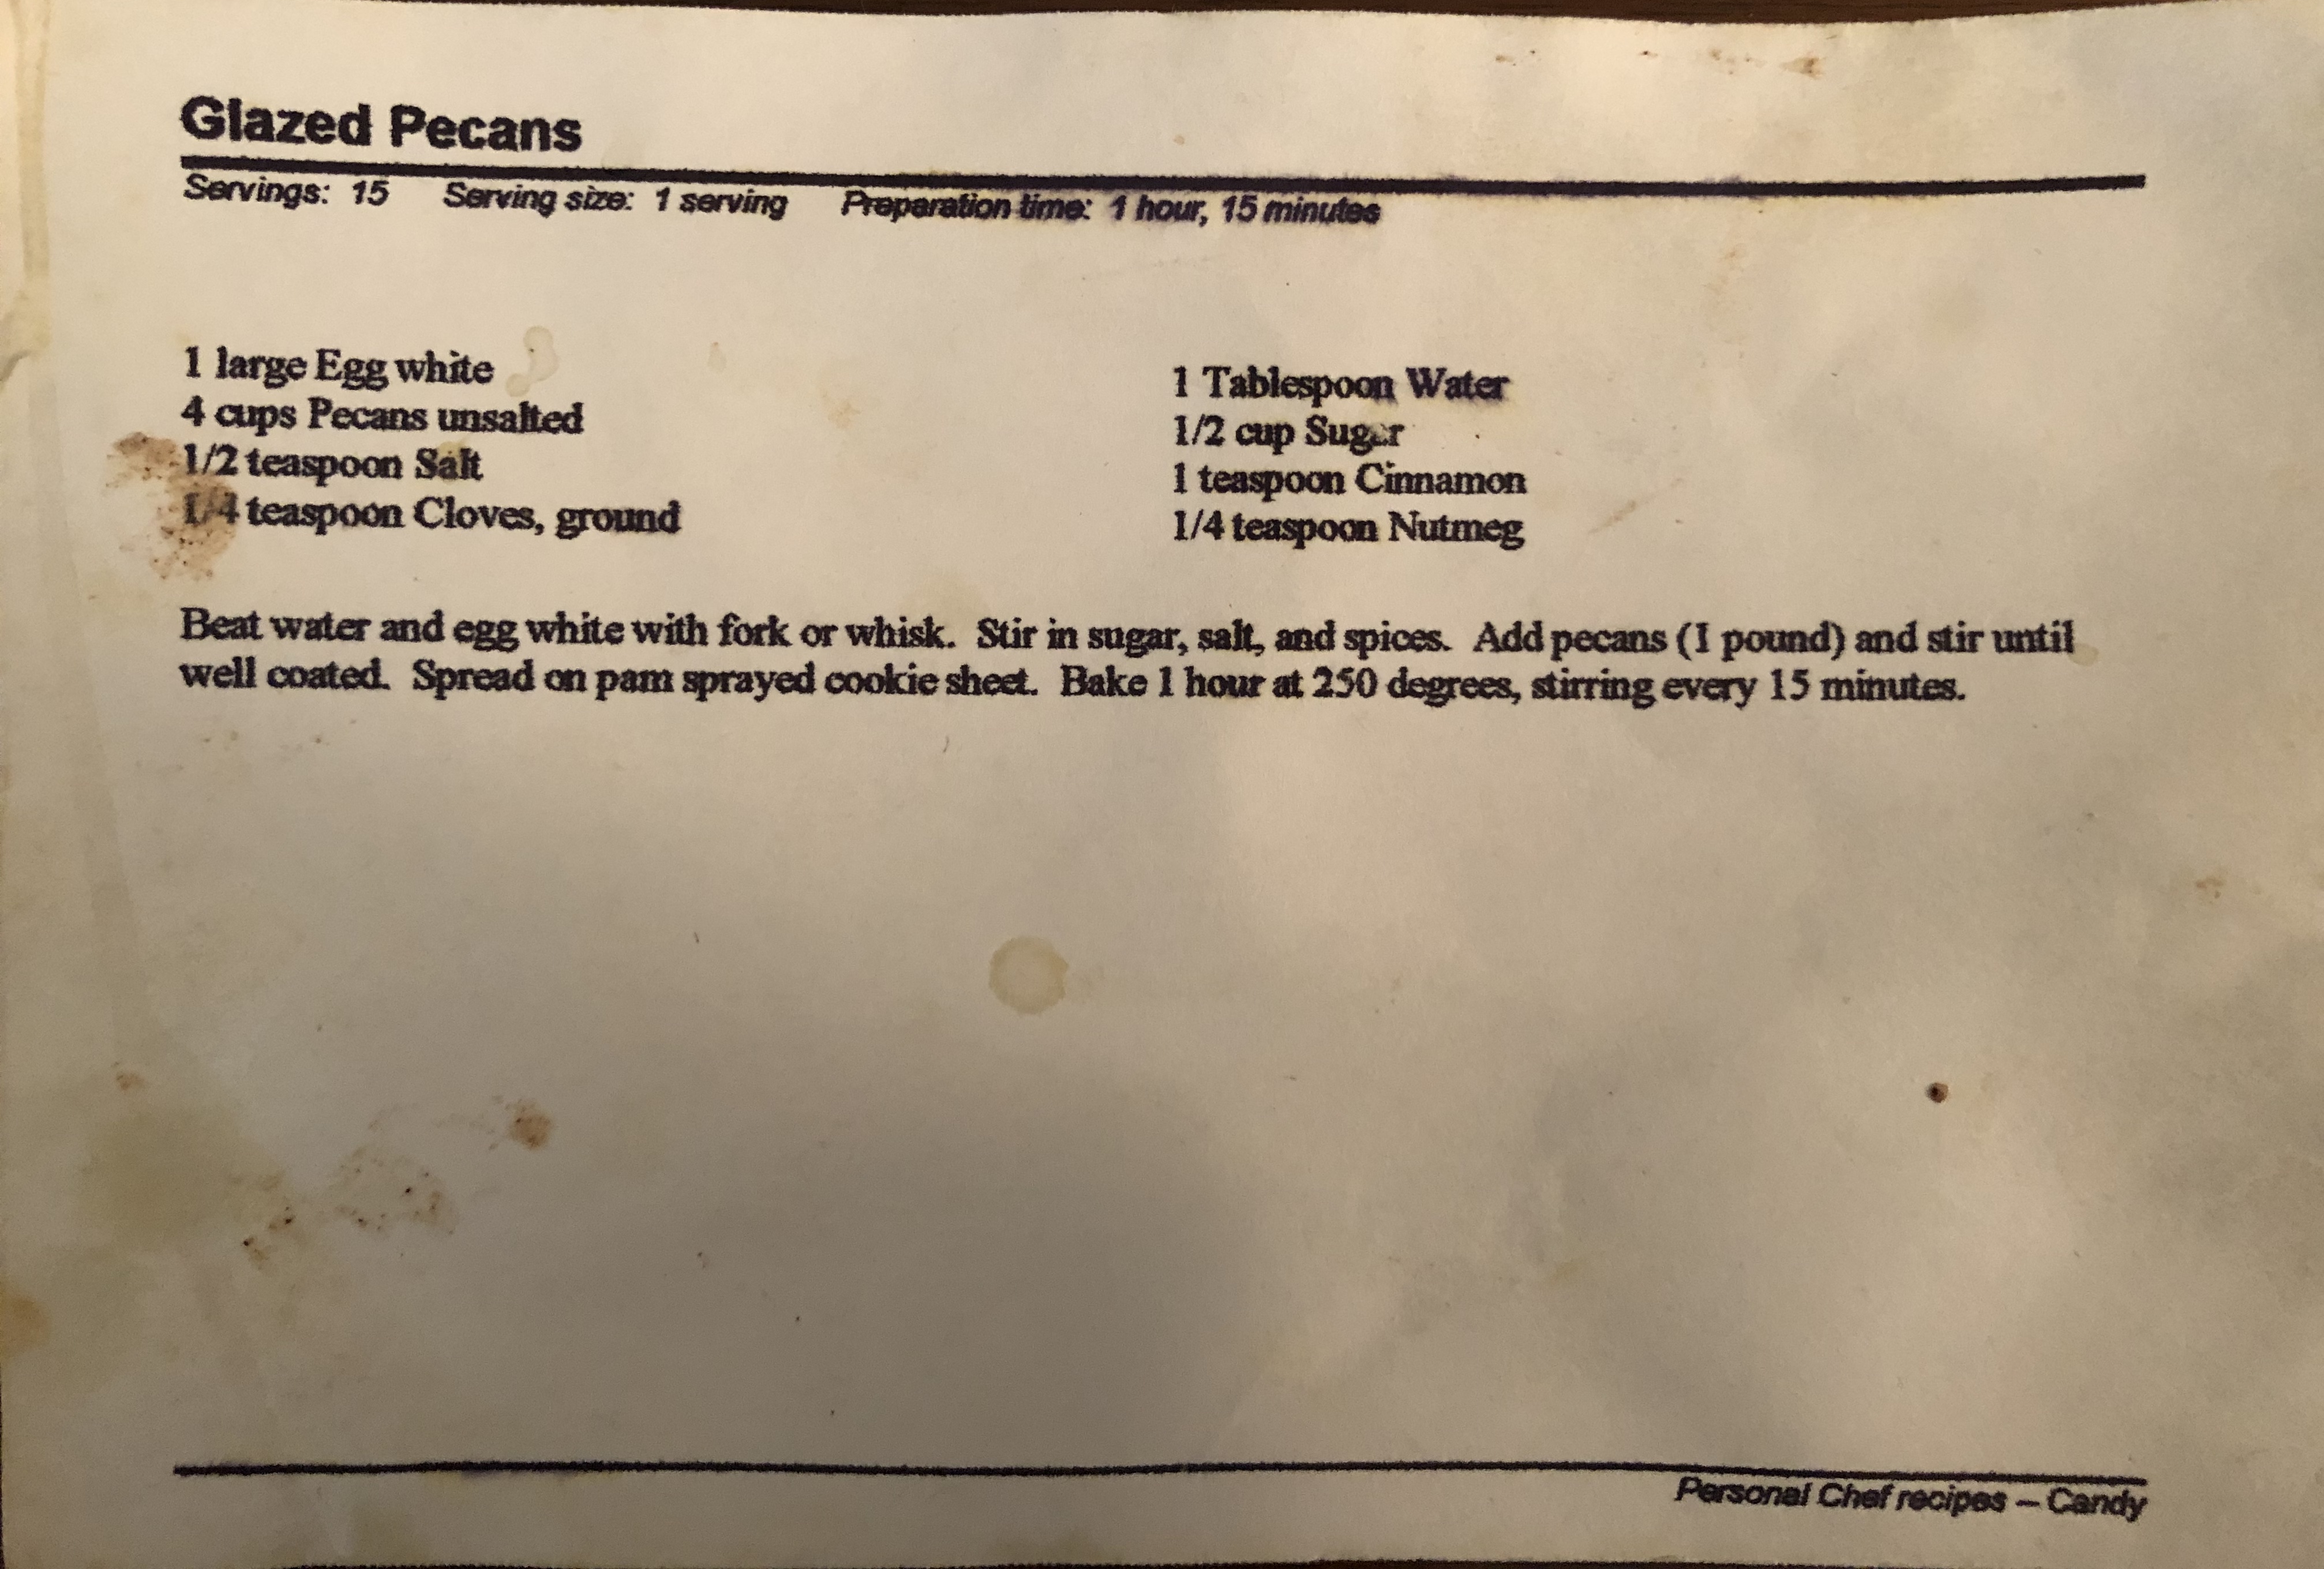 Glazed Pecans
Servings: 15 Serving size: 1 serving Preparation time: 1 hour, 15 minutes
1 large Egg white
4 cups Pecans unsalted
1/2 teaspoon Salt
1/4 teaspoon Cloves, ground
1 Tablespoon Water
1/2 cup Sugar
1 teaspoon Cinnamon
1/4 teaspoon Nutmeg
Beat water and egg white with fork or whisk. Stir in sugar, salt, and spices. Add pecans (1 pound) and stir until
well coated. Spread on pam sprayed cookie sheet. Bake 1 hour at 250 degrees, stirring every 15 minutes.
Personal Chef recipes – Candy